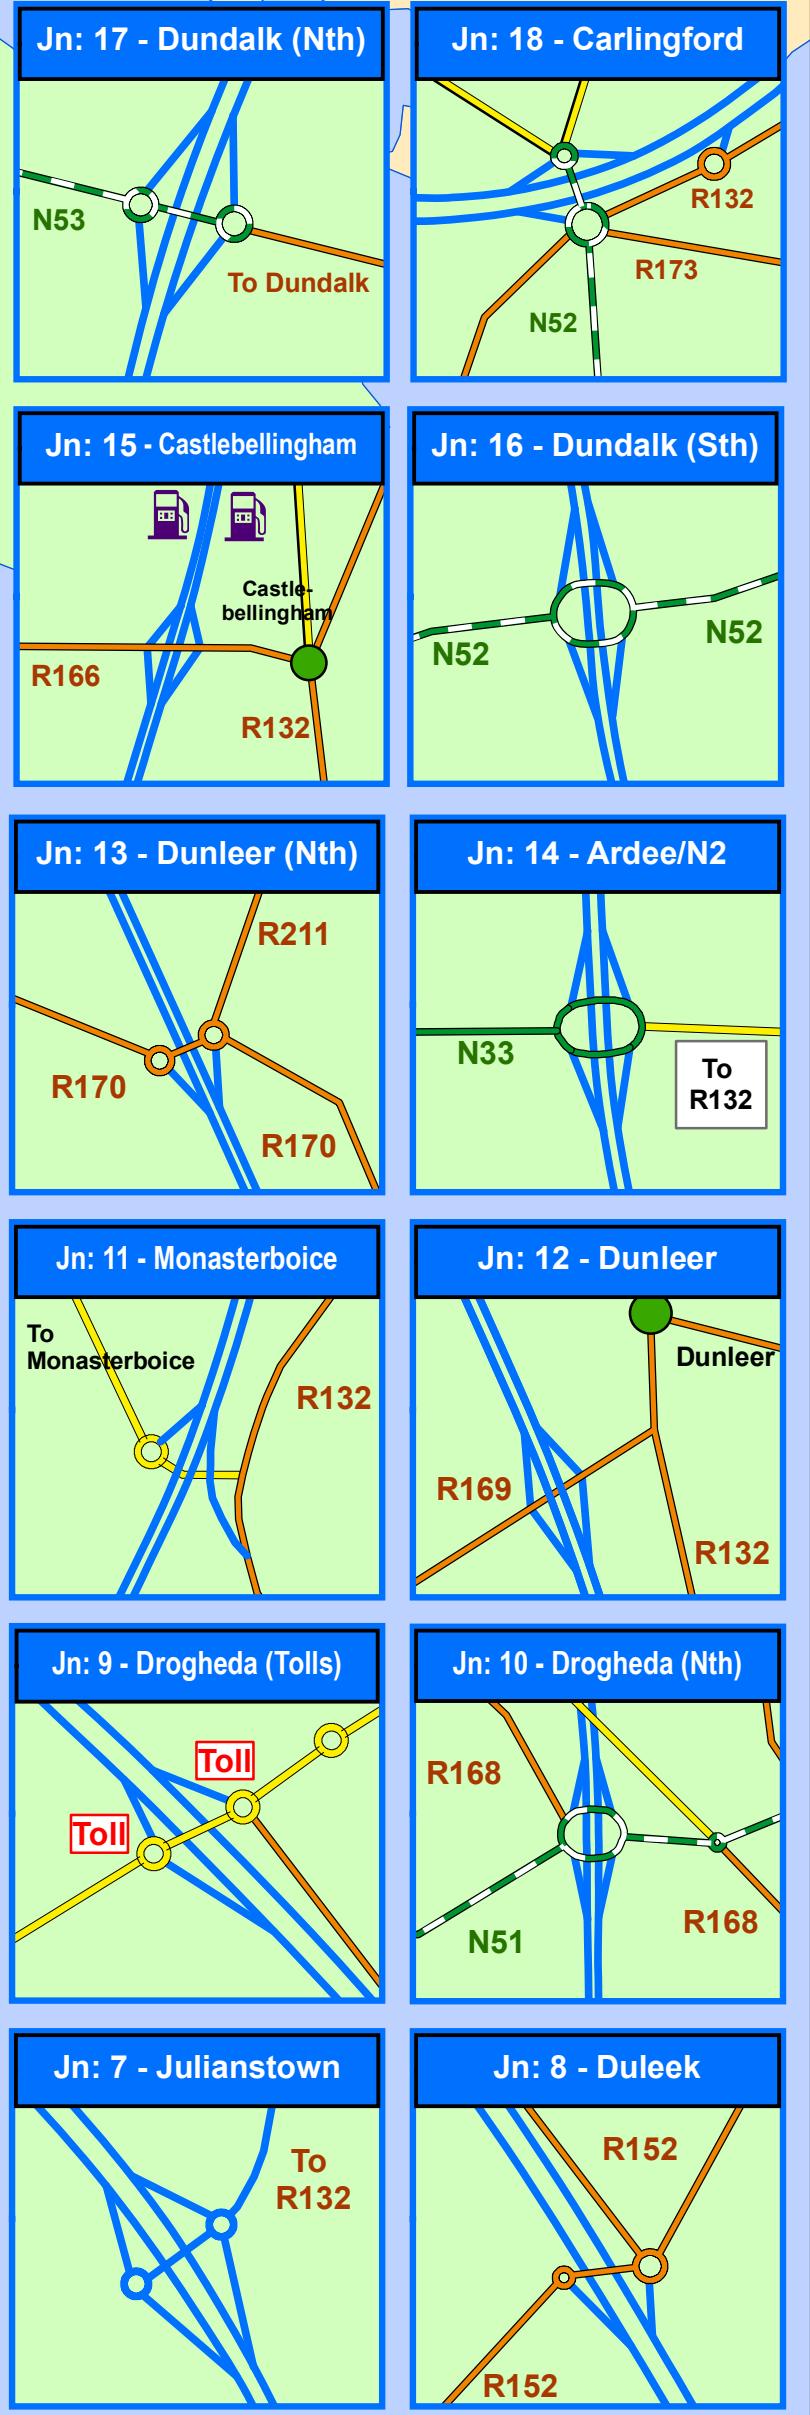 Jn: 17 - Dundalk (Nth)
N53
To Dundalk
Jn: 18 - Carlingford
R132
R173
N52
Jn: 15 - Castlebellingham
Castle-
bellingham
R166
R132
Jn: 16 - Dundalk (Sth)
N52
N52
Jn: 13 - Dunleer (Nth)
R211
R170
R170
Jn: 14 - Ardee/N2
N33
To
R132
Jn: 11 - Monasterboice
To
Monasterboice
R132
Jn: 12 - Dunleer
Dunleer
R169
R132
Jn: 9 - Drogheda (Tolls)
Toll
Toll
Jn: 10 - Drogheda (Nth)
R168
R168
N51
Jn: 7 - Julianstown
To
R132
Jn: 8 - Duleek
R152
R152